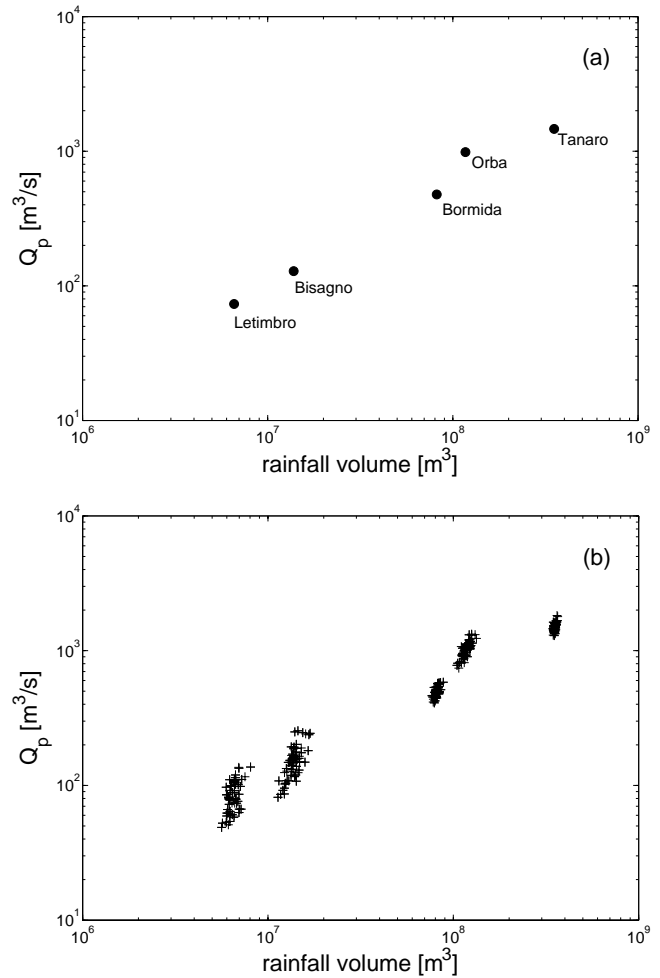 10^4
(a)
Tanaro
10^3
Orba
Bormida
Q_p [m^3/s]
10^2
Bisagno
Letimbro
10^1
10^6 10^7 10^8 10^9
rainfall volume [m^3]
10^4
(b)
10^3
Q_p [m^3/s]
10^2
10^1
10^6 10^7 10^8 10^9
rainfall volume [m^3]